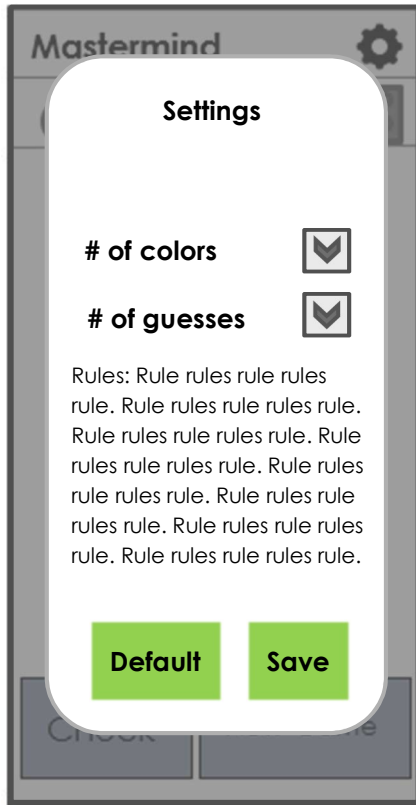 Mastermind
Settings
# of colors
# of guesses
Rules: Rule rules rule rules
rule. Rule rules rule rules rule.
Rule rules rule rules rule. Rule
rules rule rules rule. Rule rules
rule rules rule. Rule rules rule
rules rule. Rule rules rule rules
rule. Rule rules rule rules rule.
Default
Save
Check